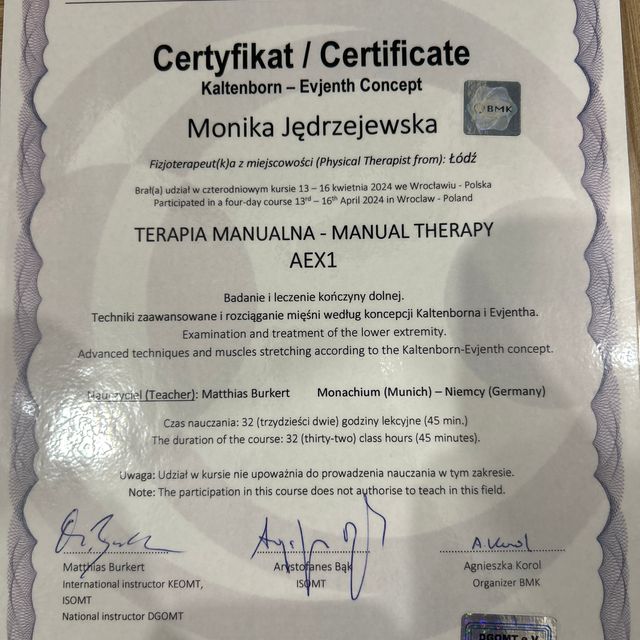 Certyfikat / Certificate
Kaltenborn – Evjenth Concept
BMK
Monika Jędrzejewska
Fizjoterapeut(k)a z miejscowości (Physical Therapist from): Łódź
Brał(a) udział w czterodniowym kursie 13 – 16 kwietnia 2024 we Wrocławiu - Polska
Participated in a four-day course 13rd – 16th April 2024 in Wroclaw - Poland
TERAPIA MANUALNA - MANUAL THERAPY
AEX1
Badanie i leczenie kończyny dolnej.
Techniki zaawansowane i rozciąganie mięśni według koncepcji Kaltenborna i Evjentha.
Examination and treatment of the lower extremity.
Advanced techniques and muscles stretching according to the Kaltenborn-Evjenth concept.
Nauczyciel (Teacher): Matthias Burkert Monachium (Munich) – Niemcy (Germany)
Czas nauczania: 32 (trzydzieści dwie) godziny lekcyjne (45 min.)
The duration of the course: 32 (thirty-two) class hours (45 minutes).
Uwaga: Udział w kursie nie upoważnia do prowadzenia nauczania w tym zakresie.
Note: The participation in this course does not authorise to teach in this field.
A. Korol
Matthias Burkert Arystofanes Bąk Agnieszka Korol
International instructor KEOMT, ISOMT Organizer BMK
ISOMT
National instructor DGOMT
DGOMT e.V.